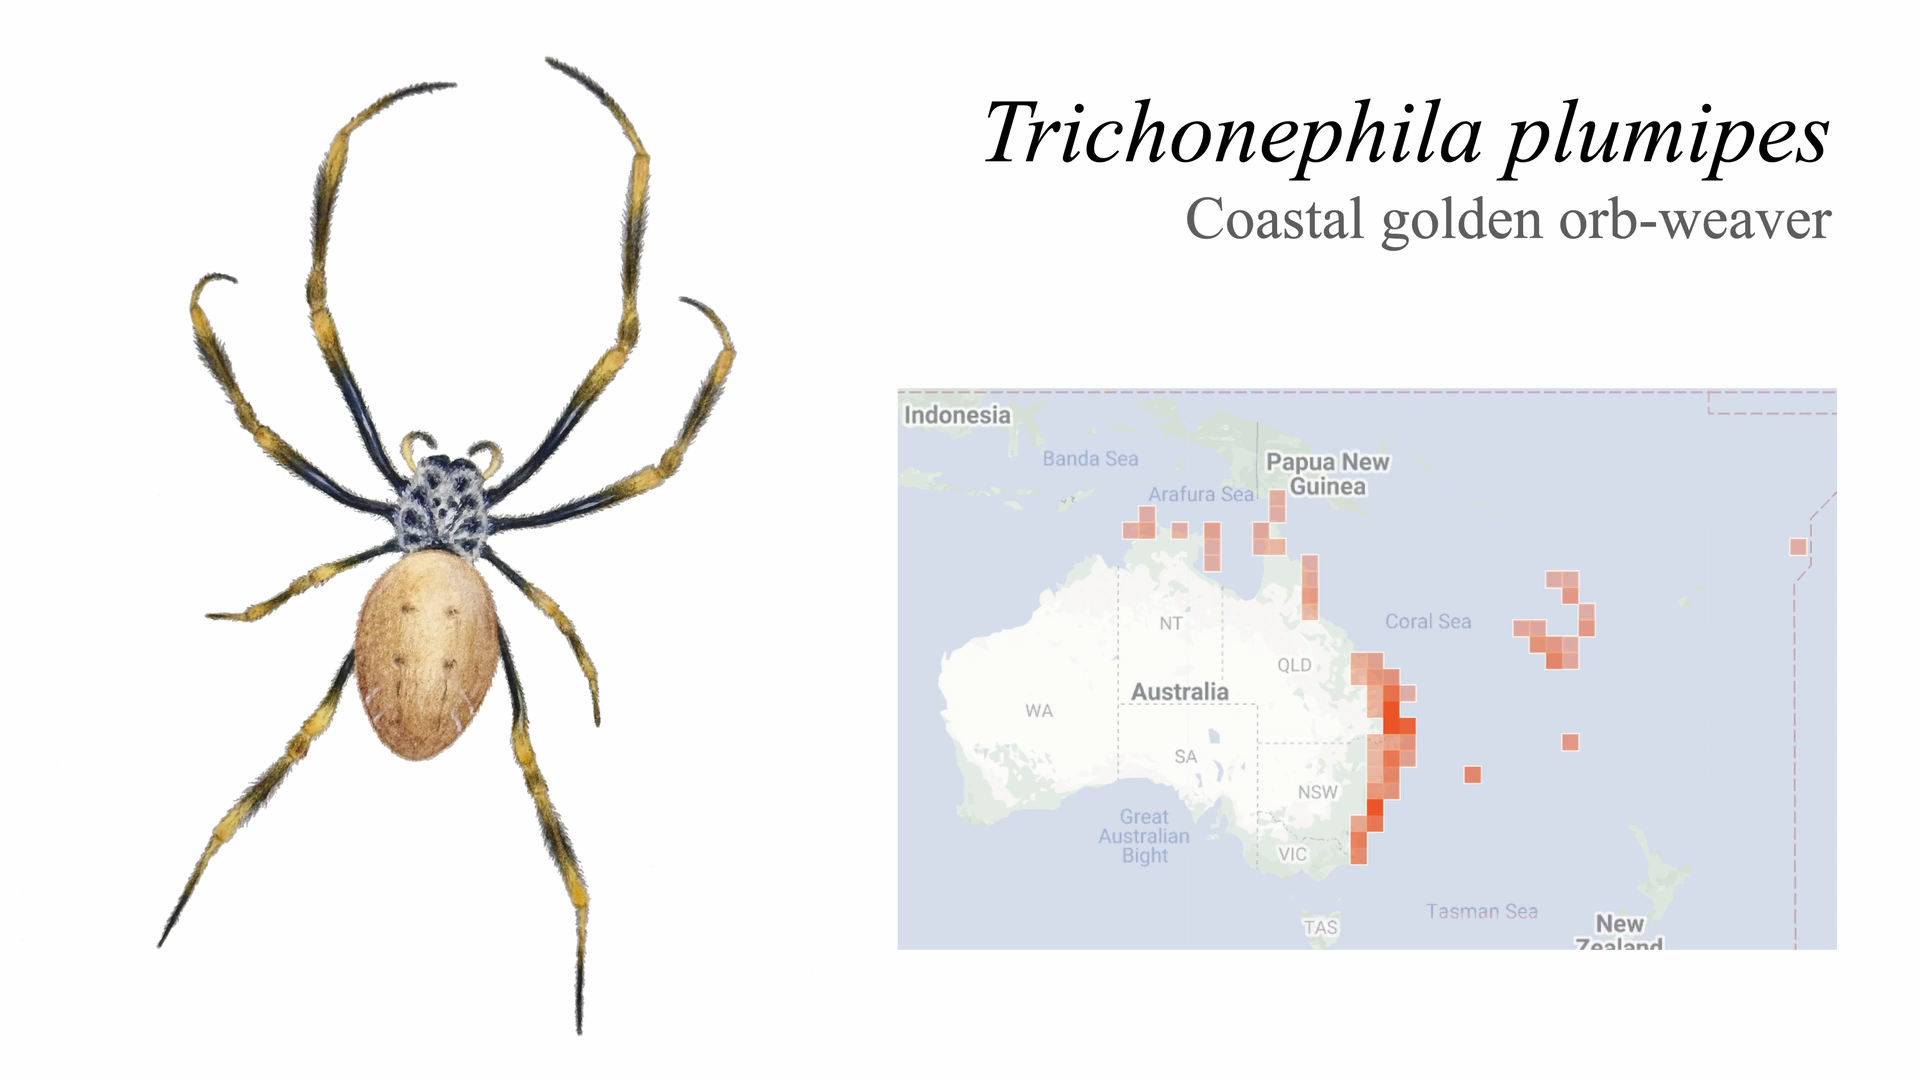 Trichonephila plumipes
Coastal golden orb-weaver
Indonesia
Banda Sea
Papua New
Guinea
Arafura Sea
NT
Coral Sea
QLD
Australia
WA
SA
NSW
Great
Australian
Bight
VIC
Tasman Sea
TAS
New
Zealand